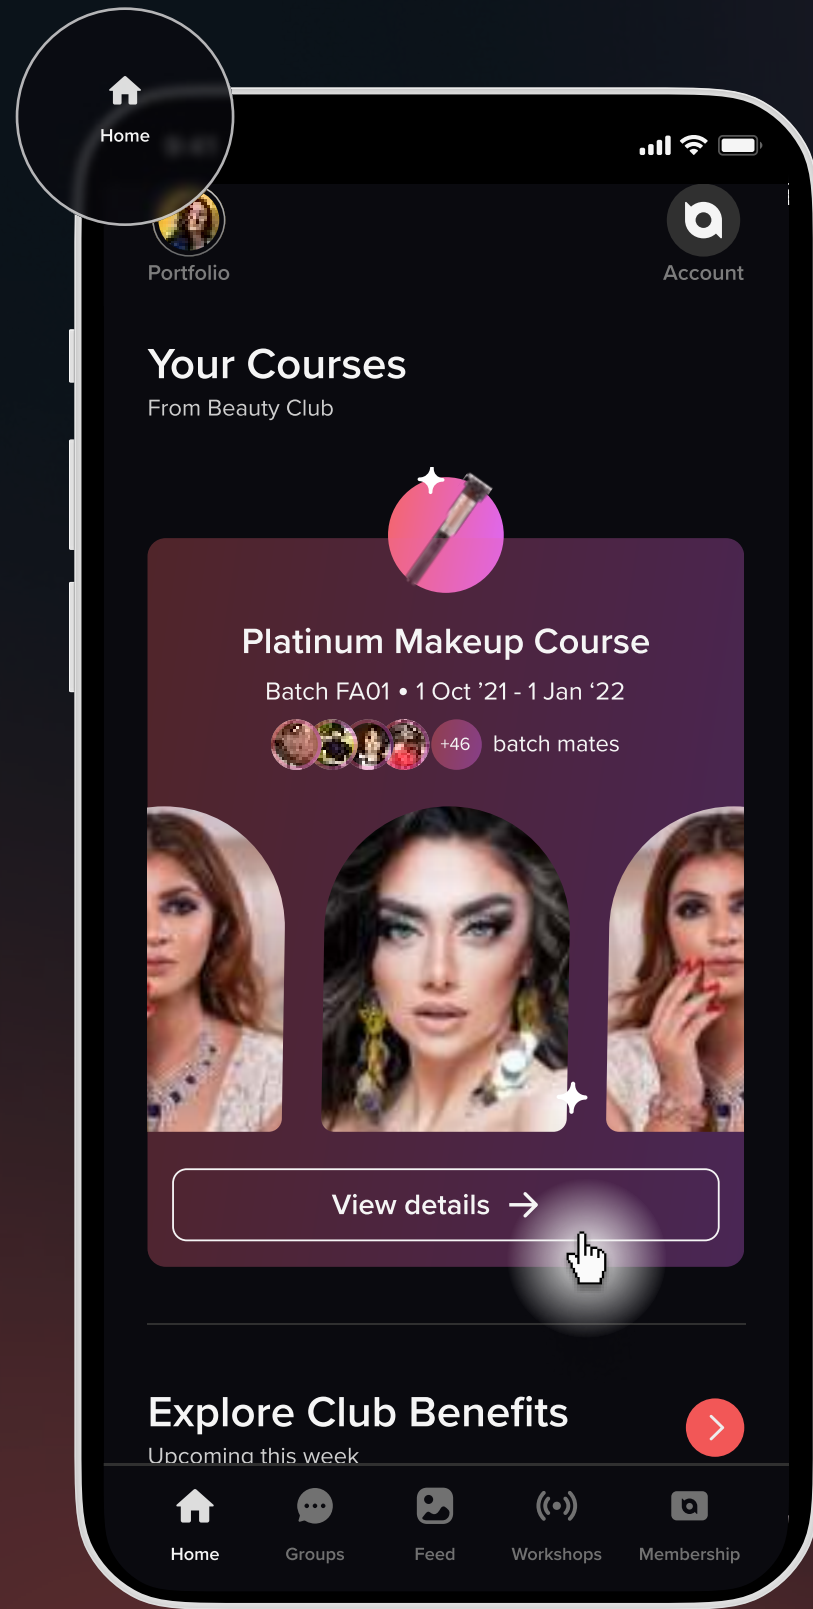 Home
Portfolio
Account
Your Courses
From Beauty Club
Platinum Makeup Course
Batch FA01 • 1 Oct ’21 - 1 Jan ‘22
+46 batch mates
View details →
Explore Club Benefits
Upcoming this week
Home Groups Feed Workshops Membership